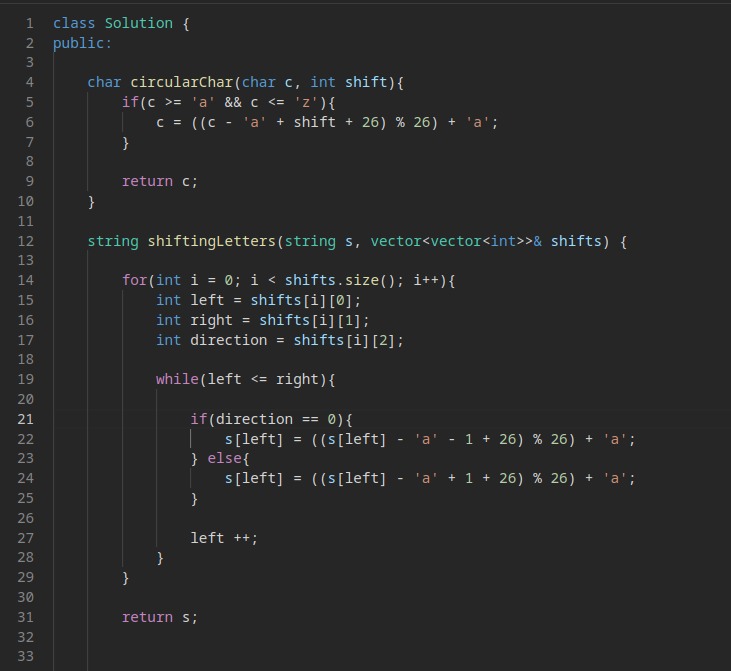 1 class Solution {
2 public:
3
4     char circularChar(char c, int shift){
5         if(c >= 'a' && c <= 'z'){
6             c = ((c - 'a' + shift + 26) % 26) + 'a';
7         }
8
9         return c;
10     }
11
12     string shiftingLetters(string s, vector<vector<int>>& shifts) {
13
14         for(int i = 0; i < shifts.size(); i++){
15             int left = shifts[i][0];
16             int right = shifts[i][1];
17             int direction = shifts[i][2];
18
19             while(left <= right){
20
21                 if(direction == 0){
22                     s[left] = ((s[left] - 'a' - 1 + 26) % 26) + 'a';
23                 } else{
24                     s[left] = ((s[left] - 'a' + 1 + 26) % 26) + 'a';
25                 }
26
27                 left ++;
28             }
29         }
30
31         return s;
32
33